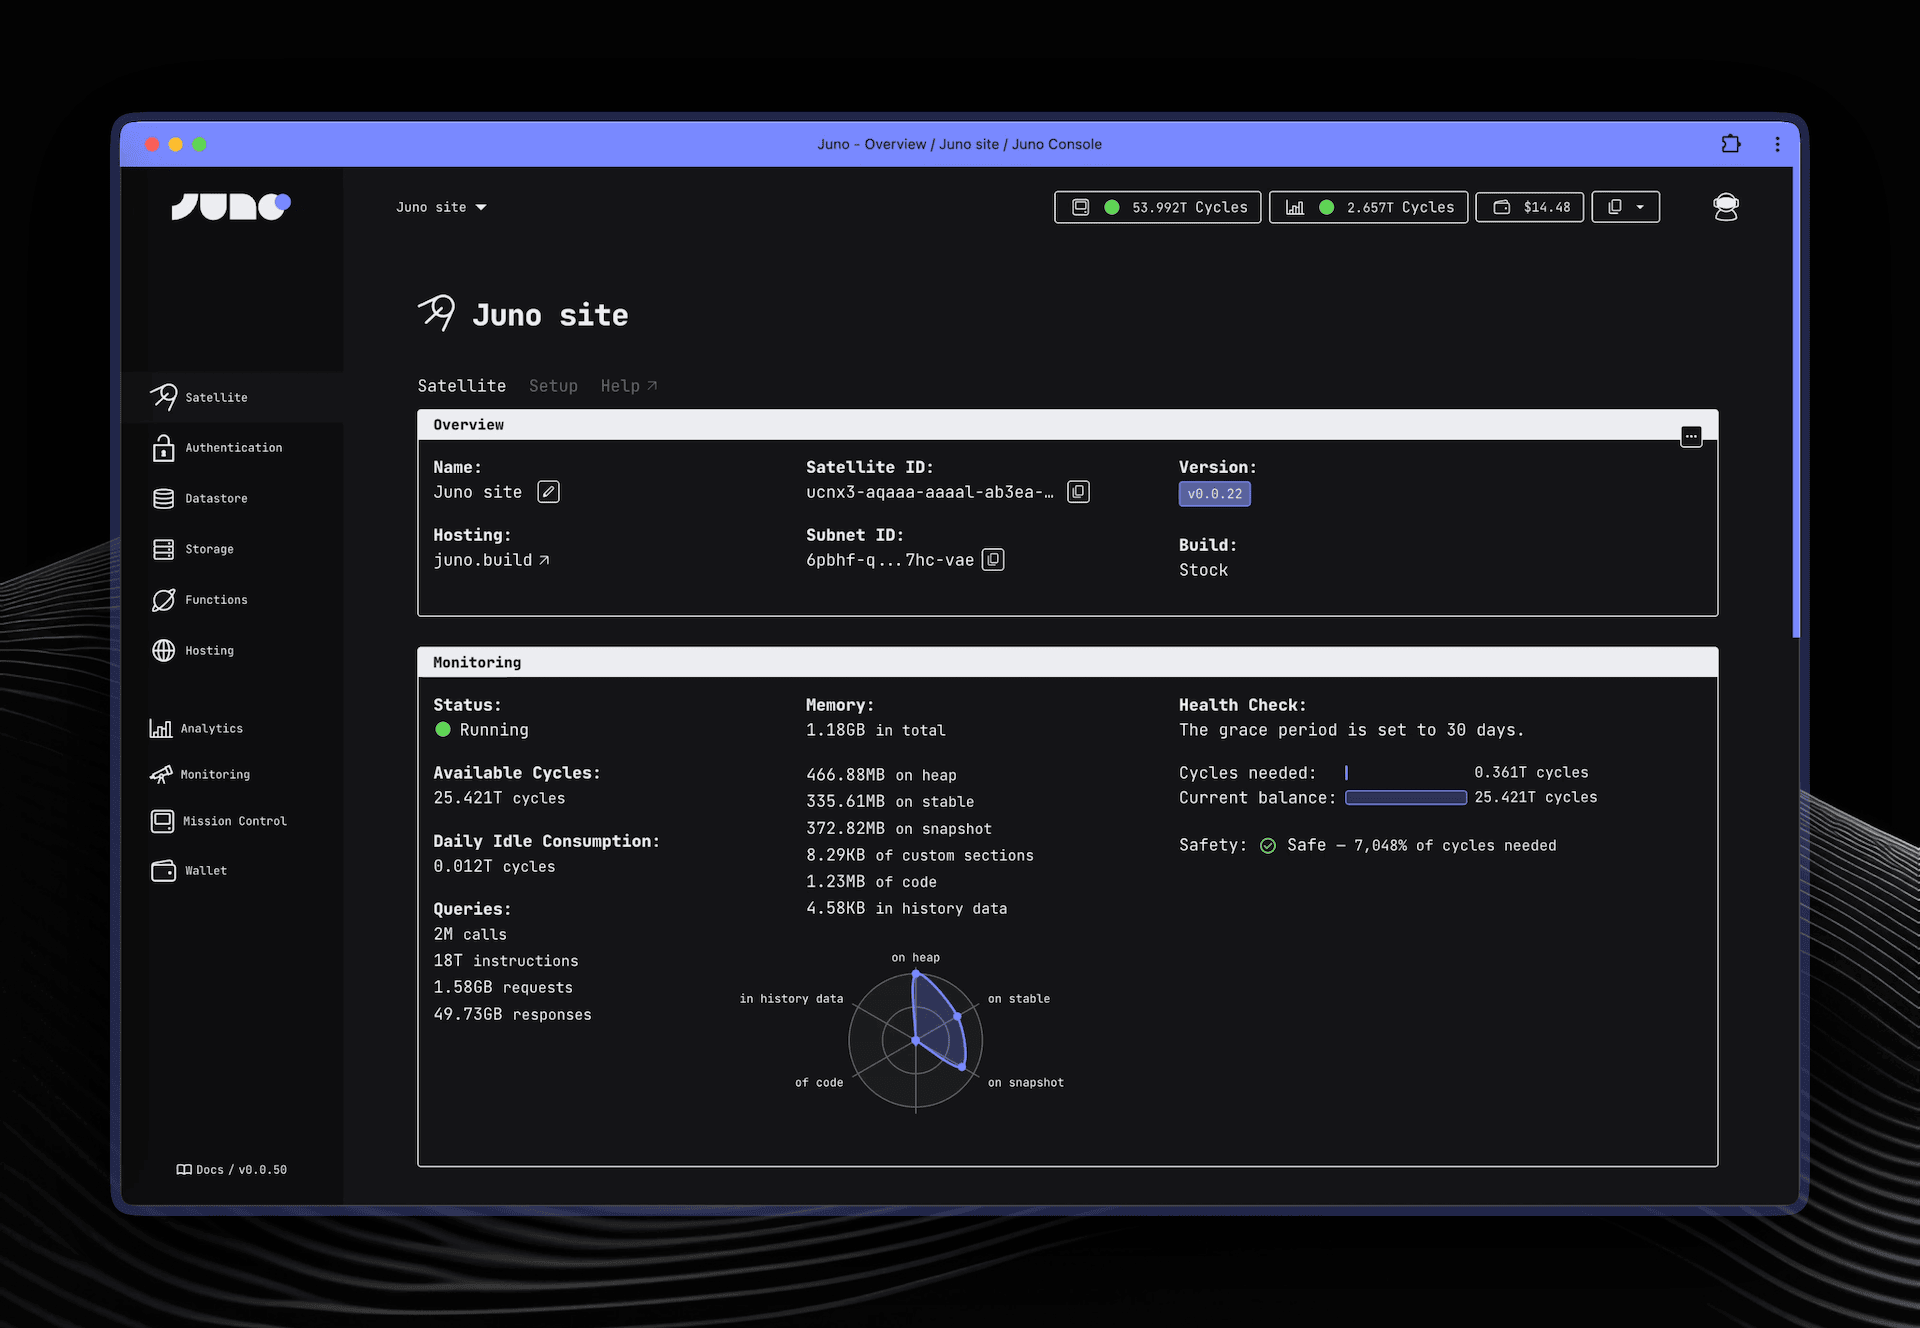 Juno - Overview / Juno site / Juno Console
JUNO
Juno site
53.992T Cycles
2.657T Cycles
$14.48
Juno site
Satellite
Setup
Help
Satellite
Authentication
Datastore
Storage
Functions
Hosting
Analytics
Monitoring
Mission Control
Wallet
Docs / v0.0.50
Overview
Name:
Juno site
Hosting:
juno.build
Satellite ID:
ucnx3-aqaaa-aaaal-ab3ea-…
Subnet ID:
6pbhf-q...7hc-vae
Version:
v0.0.22
Build:
Stock
Monitoring
Status:
Running
Available Cycles:
25.421T cycles
Daily Idle Consumption:
0.012T cycles
Queries:
2M calls
18T instructions
1.58GB requests
49.73GB responses
Memory:
1.18GB in total
466.88MB on heap
335.61MB on stable
372.82MB on snapshot
8.29KB of custom sections
1.23MB of code
4.58KB in history data
on heap
in history data
on stable
of code
on snapshot
Health Check:
The grace period is set to 30 days.
Cycles needed: 0.361T cycles
Current balance: 25.421T cycles
Safety: Safe — 7,048% of cycles needed